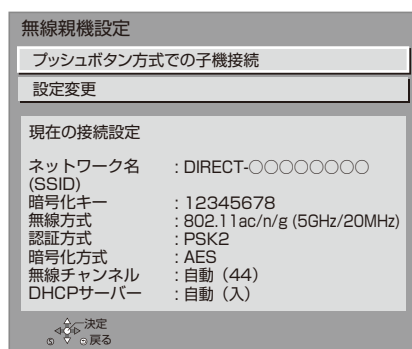 無線親機設定
プッシュボタン方式での子機接続
設定変更
現在の接続設定
ネットワーク名 : DIRECT-○○○○○○○○
(SSID)
暗号化キー : 12345678
無線方式 : 802.11ac/n/g (5GHz/20MHz)
認証方式 : PSK2
暗号化方式 : AES
無線チャンネル : 自動（44）
DHCPサーバー : 自動（入）
決定
戻る